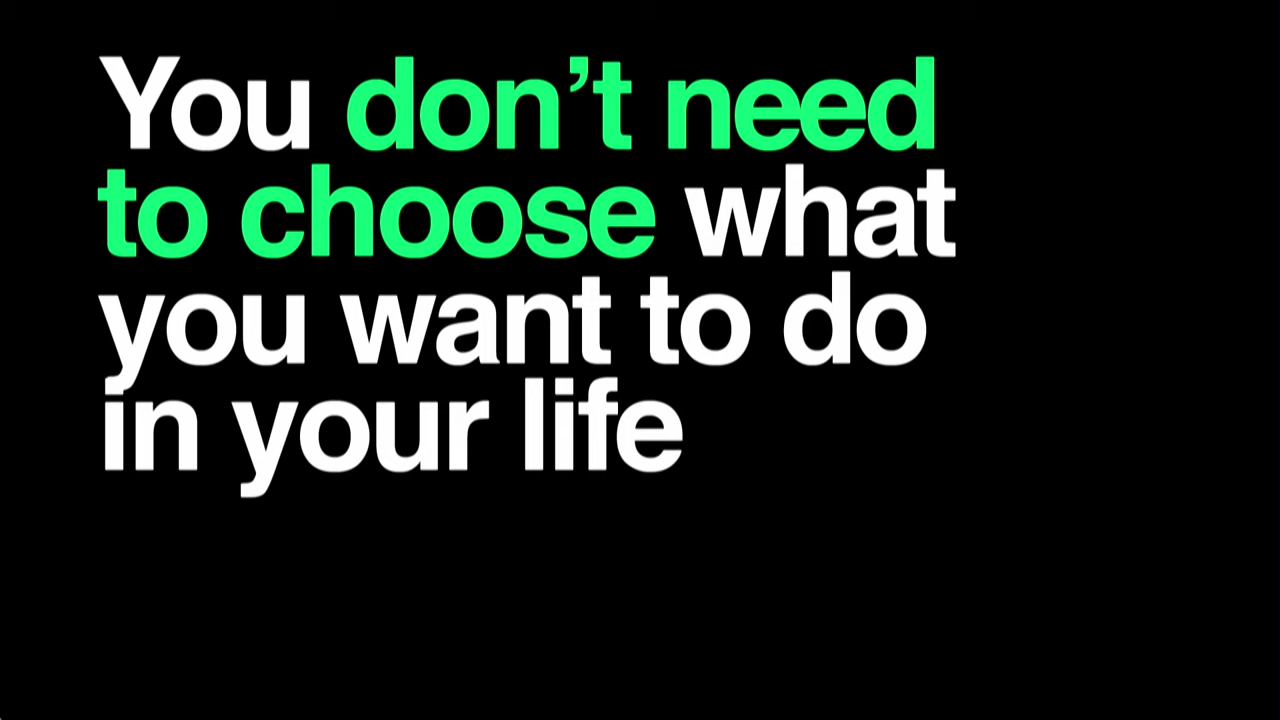 You don’t need
to choose what
you want to do
in your life